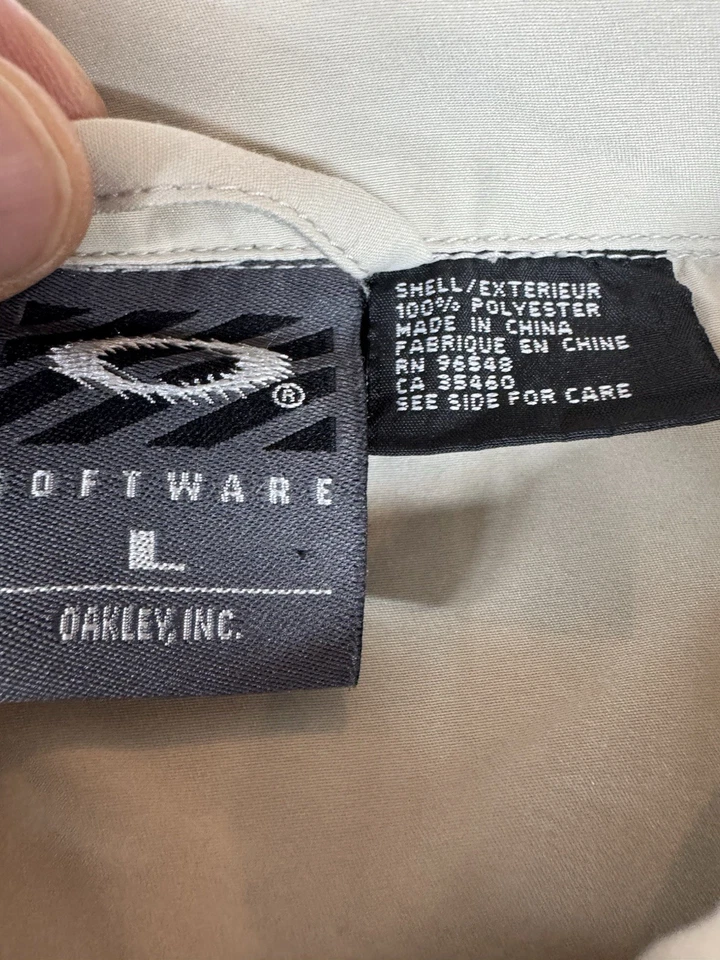 ®
OFTWARE
L
OAKLEY, INC.
SHELL/EXTERIEUR
100% POLYESTER
MADE IN CHINA
FABRIQUE EN CHINE
RN 96548
CA 35460
SEE SIDE FOR CARE